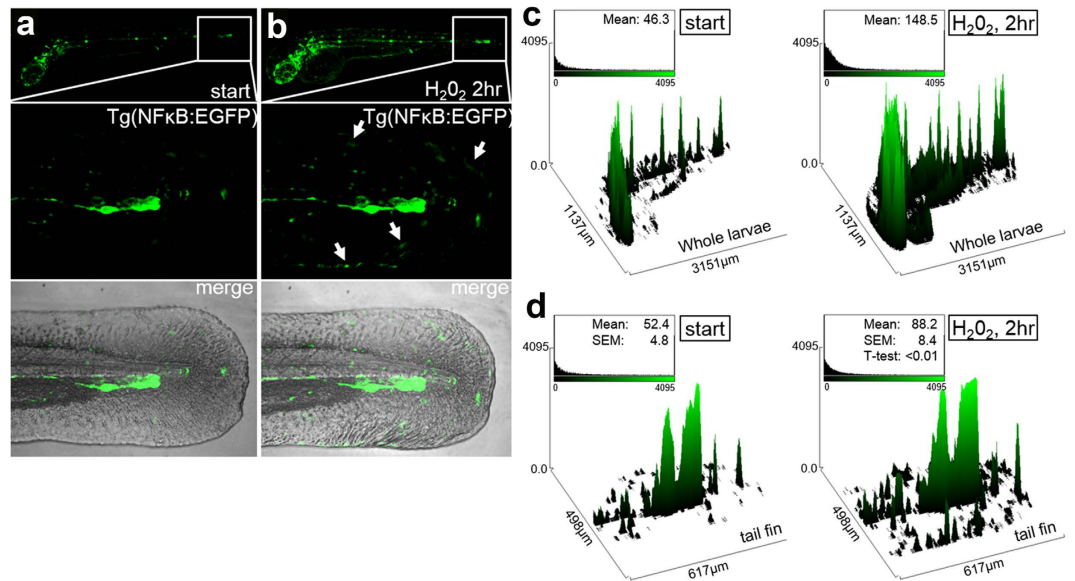 a
start
Tg(NFκB:EGFP)
merge
b
H₂0₂ 2hr
Tg(NFκB:EGFP)
merge
c
Mean: 46.3
start
4095
0
4095
0.0
1137µm
Whole larvae
3151µm
Mean: 148.5
H₂0₂, 2hr
4095
0
4095
0.0
1137µm
Whole larvae
3151µm
d
Mean: 52.4
SEM: 4.8
start
4095
0
4095
0.0
498µm
tail fin
617µm
Mean: 88.2
SEM: 8.4
T-test: <0.01
H₂0₂, 2hr
4095
0
4095
0.0
498µm
tail fin
617µm